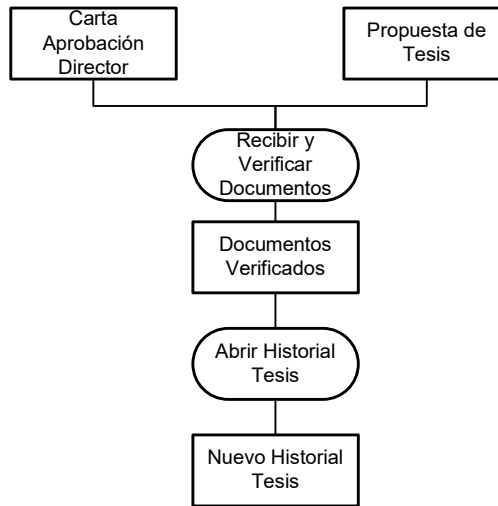 Carta
Aprobación
Director
Propuesta de
Tesis
Recibir y
Verificar
Documentos
Documentos
Verificados
Abrir Historial
Tesis
Nuevo Historial
Tesis